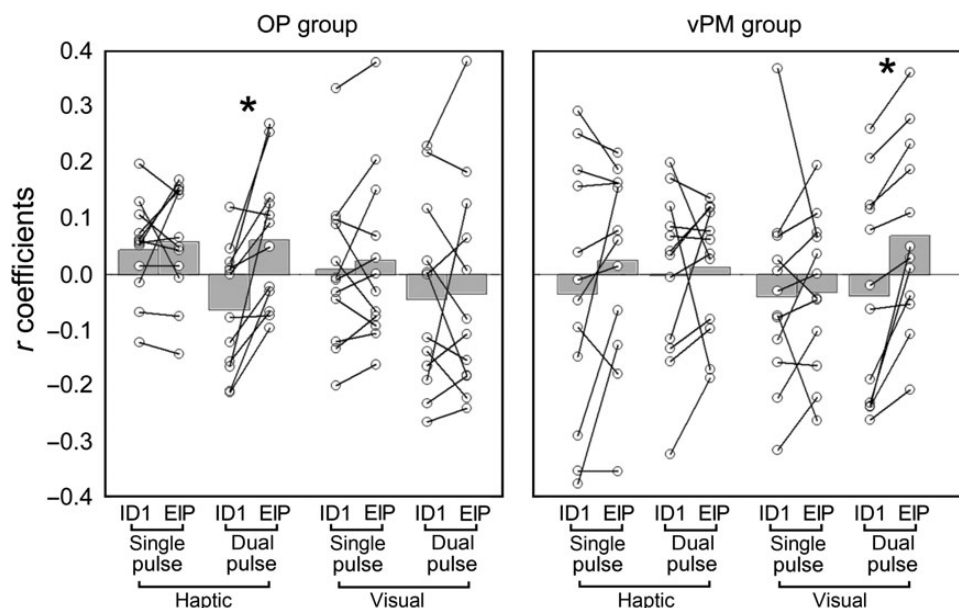 OP group
vPM group
r coefficients
0.4
0.3
0.2
0.1
0.0
−0.1
−0.2
−0.3
−0.4
*
*
ID1 EIP ID1 EIP ID1 EIP ID1 EIP
Single pulse
Dual pulse
Single pulse
Dual pulse
Haptic
Visual
ID1 EIP ID1 EIP ID1 EIP ID1 EIP
Single pulse
Dual pulse
Single pulse
Dual pulse
Haptic
Visual